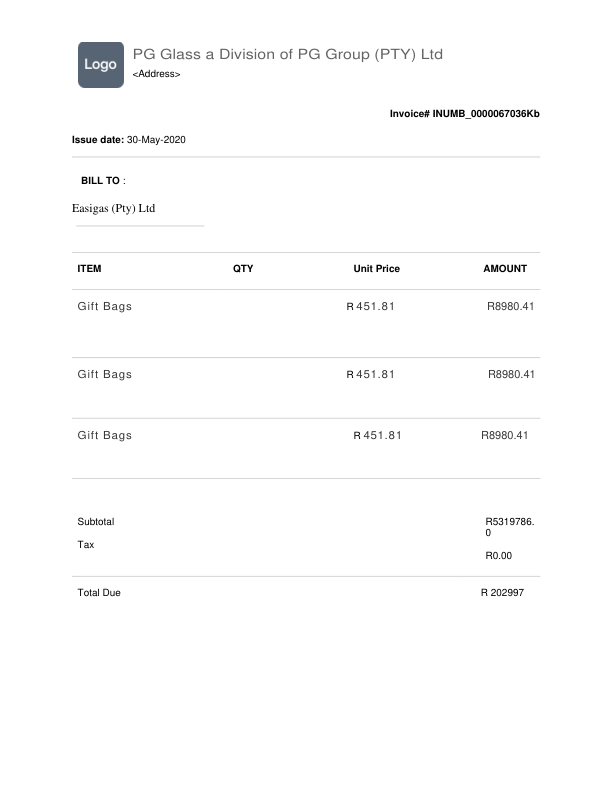 Logo
PG Glass a Division of PG Group (PTY) Ltd
<Address>
Invoice# INUMB_0000067036Kb
Issue date: 30-May-2020
BILL TO :
Easigas (Pty) Ltd
ITEM QTY Unit Price AMOUNT
Gift Bags R 451.81 R8980.41
Gift Bags R 451.81 R8980.41
Gift Bags R 451.81 R8980.41
Subtotal R5319786.
0
Tax
R0.00
Total Due R 202997